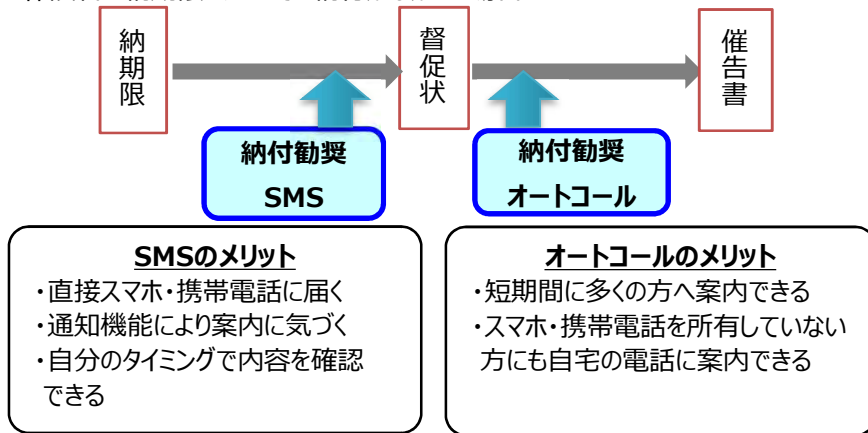 納期限
督促状
催告書
納付勧奨
SMS
納付勧奨
オートコール
SMSのメリット
・直接スマホ・携帯電話に届く
・通知機能により案内に気づく
・自分のタイミングで内容を確認
できる
オートコールのメリット
・短期間に多くの方へ案内できる
・スマホ・携帯電話を所有していない
方にも自宅の電話に案内できる